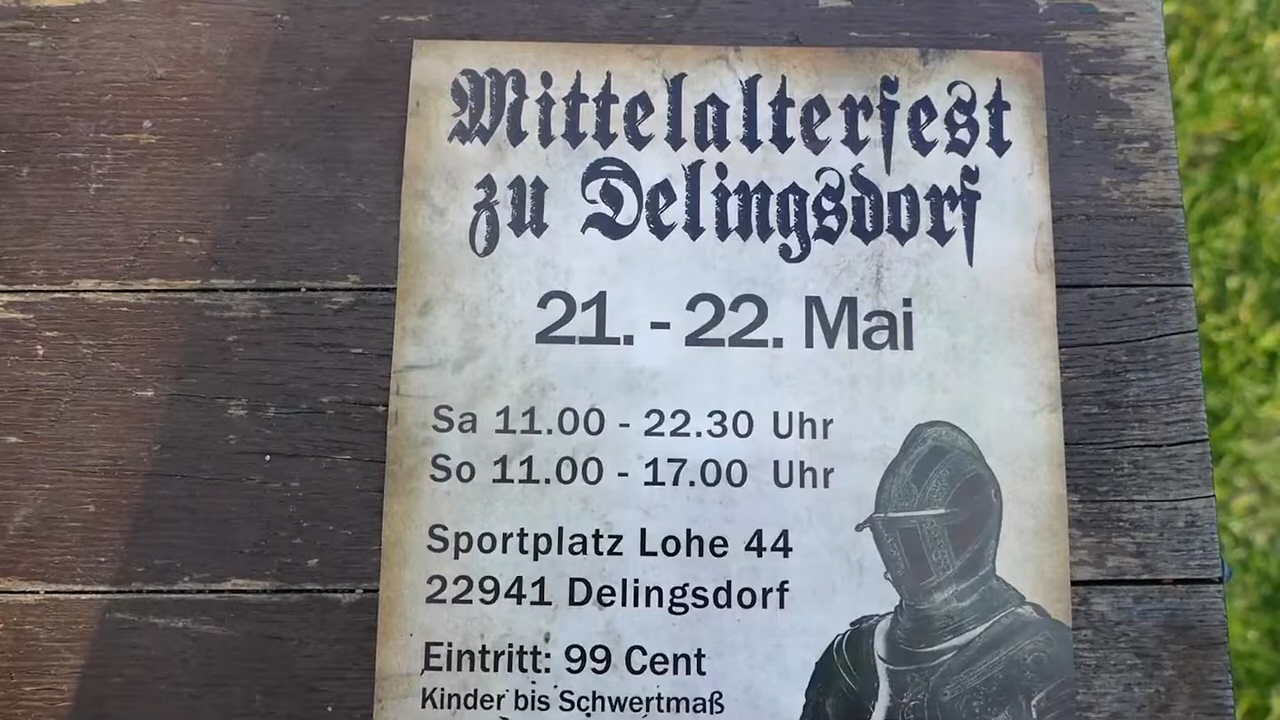 Mittelalterfest
zu Delingsdorf
21. - 22. Mai
Sa 11.00 - 22.30 Uhr
So 11.00 - 17.00 Uhr
Sportplatz Lohe 44
22941 Delingsdorf
Eintritt: 99 Cent
Kinder bis Schwertmaß